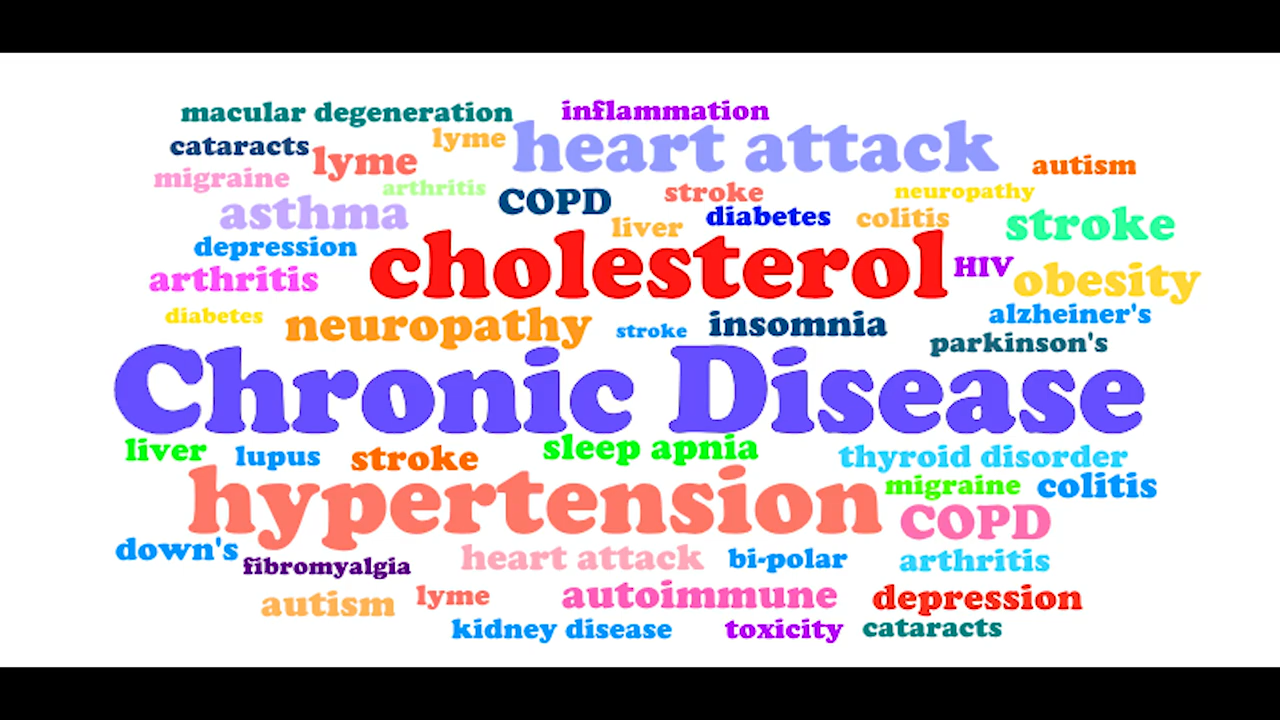 macular degeneration inflammation
cataracts lyme lyme heart attack autism
migraine arthritis COPD stroke neuropathy
asthma liver diabetes colitis stroke
depression cholesterol HIV obesity
arthritis
diabetes neuropathy stroke insomnia alzheimer's
parkinson's
Chronic Disease
liver lupus stroke sleep apnia thyroid disorder
hypertension migraine colitis
COPD
down's fibromyalgia heart attack bi-polar arthritis
autism lyme autoimmune depression
kidney disease toxicity cataracts